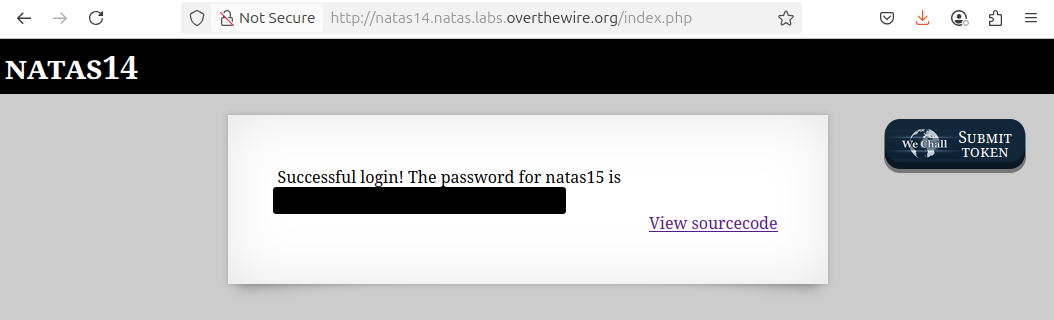 Not Secure http://natas14.natas.labs.overthewire.org/index.php
NATAS14
Successful login! The password for natas15 is
View sourcecode
We Chall
SUBMIT
TOKEN